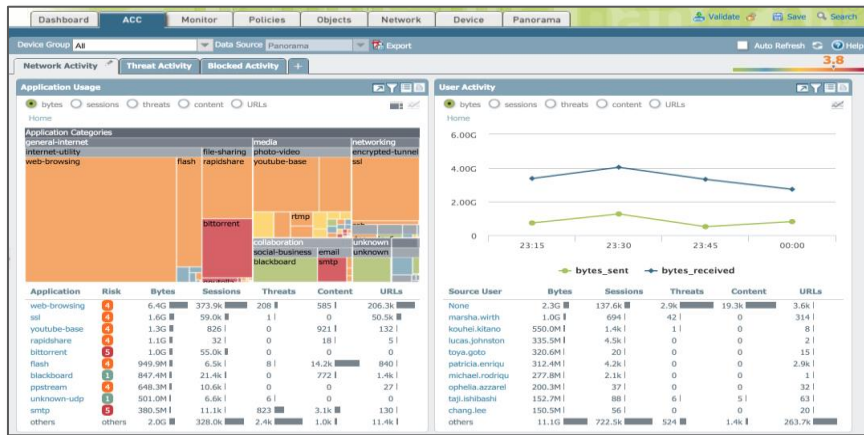 Dashboard ACC Monitor Policies Objects Network Device Panorama Validate Save Search
Device Group All Data Source Panorama Export Auto Refresh Help
Network Activity Threat Activity Blocked Activity + 3.8
Application Usage
bytes sessions threats content URLs
Home
Application Categories
general-internet media networking
internet-utility file-sharing photo-video encrypted-tunnel
web-browsing flash rapidshare youtube-base ssl
rtmp
bittorrent
collaboration unknown
social-business email unknown
blackboard smtp
Application Risk Bytes Sessions Threats Content URLs
web-browsing 4 6.4G 373.9k 208 585 206.3k
ssl 4 1.6G 59.0k 1 0 50.5k
youtube-base 4 1.3G 826 0 921 132
rapidshare 4 1.1G 32 0 18 5
bittorrent 5 1.0G 55.0k 0 0 0
flash 4 949.9M 6.5k 8 14.2k 840
blackboard 1 847.4M 21.4k 0 772 1.4k
ppstream 4 648.3M 10.6k 0 0 27
unknown-udp 1 501.0M 6.6k 6 0 0
smtp 5 380.5M 11.1k 823 3.1k 130
others others 2.0G 328.0k 2.4k 1.0k 11.4k
User Activity
bytes sessions threats content URLs
Home
6.00G
4.00G
2.00G
0
23:15 23:30 23:45 00:00
bytes_sent bytes_received
Source User Bytes Sessions Threats Content URLs
None 2.3G 137.6k 2.9k 19.3k 3.6k
marsha.wirth 1.0G 694 42 0 314
kouhei.kitano 550.0M 1.4k 1 0 8
lucas.johnston 335.5M 4.5k 0 0 2
toya.goto 320.6M 20 0 0 15
patricia.enriqu 312.4M 4.2k 0 0 2.9k
michael.rodriqu 277.8M 2.1k 0 0 1
ophelia.azzarel 200.3M 37 0 0 32
taji.ishibashi 152.7M 88 6 5 63
chang.lee 150.5M 56 0 0 20
others 11.1G 722.5k 524 1.4k 263.7k